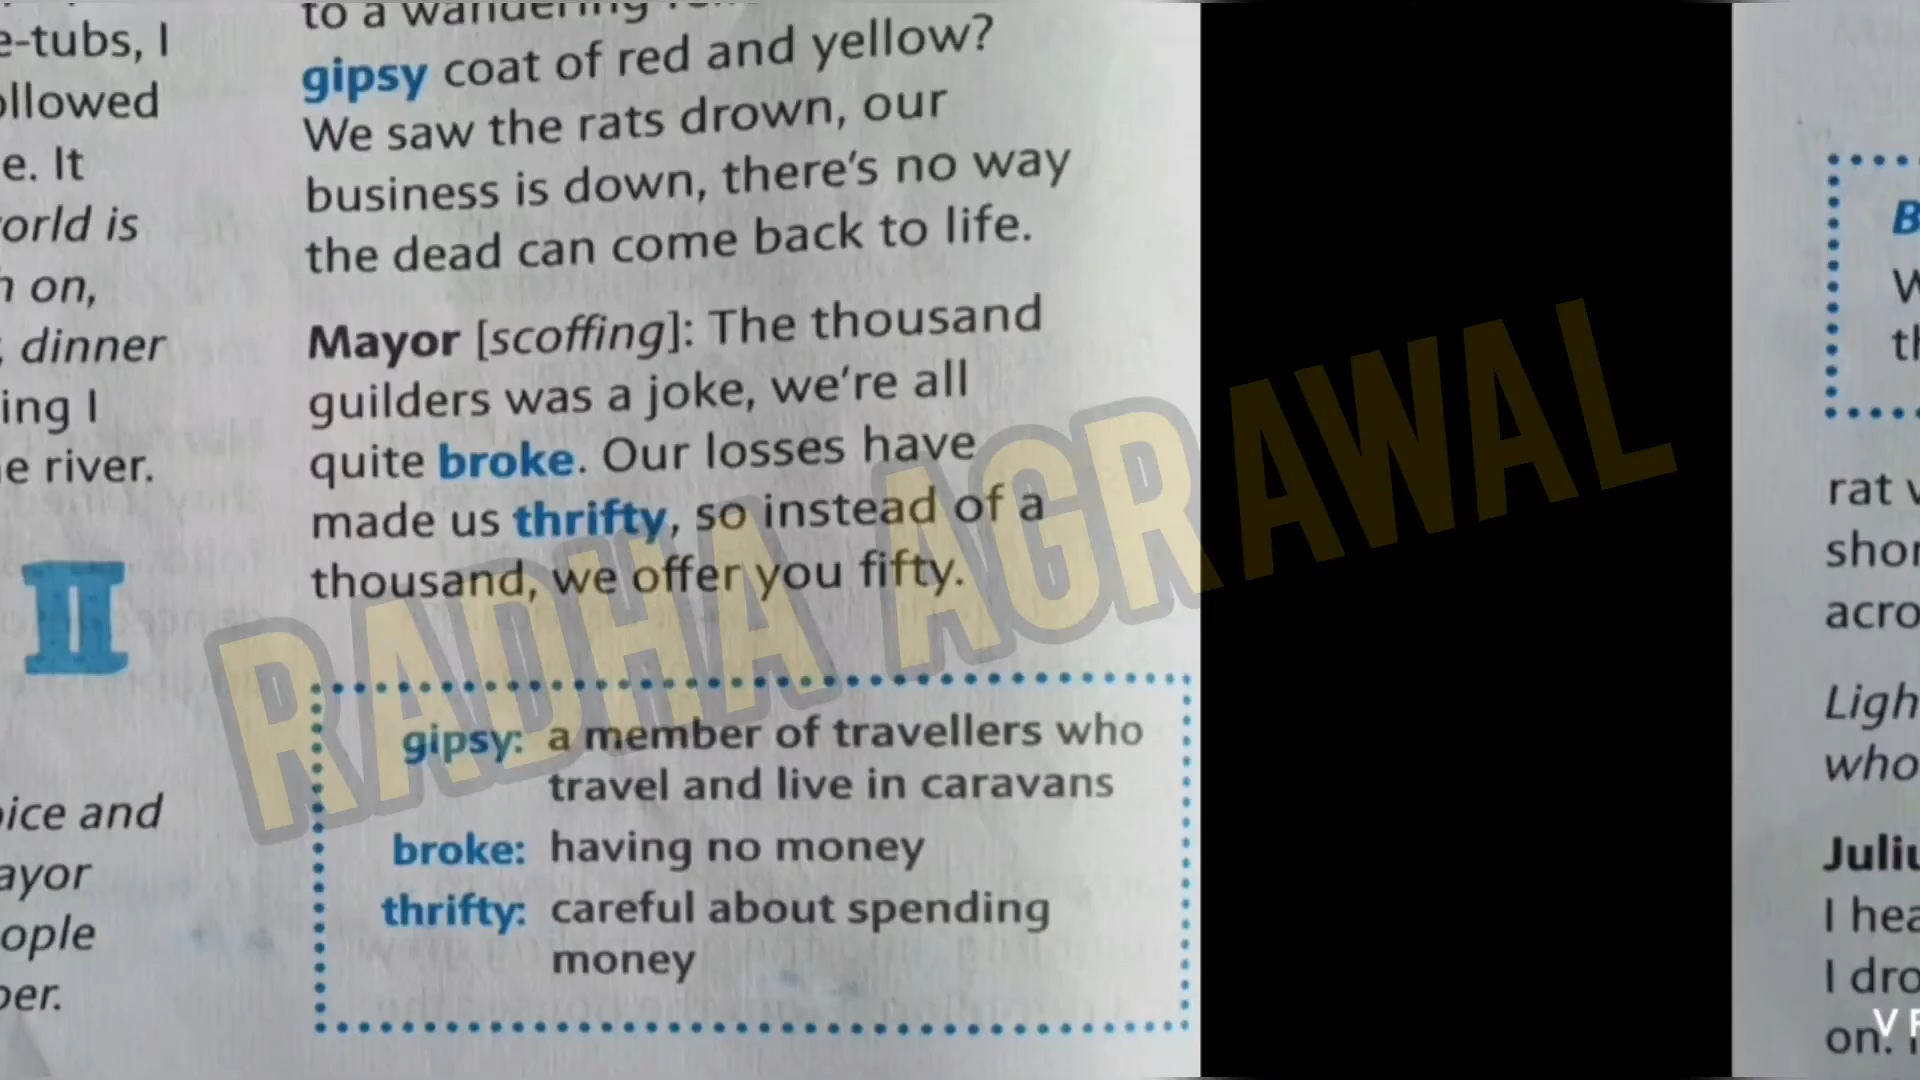 e-tubs, I
ollowed
e. It
orld is
on,
, dinner
ing I
e river.
II
ice and
ayor
ople
ber.
to a wandering
gipsy coat of red and yellow?
We saw the rats drown, our
business is down, there's no way
the dead can come back to life.
Mayor [scoffing]: The thousand
guilders was a joke, we're all
quite broke. Our losses have
made us thrifty, so instead of a
thousand, we offer you fifty.
gipsy: a member of travellers who
travel and live in caravans
broke: having no money
thrifty: careful about spending
money
RADHA AGRAWAL
B
W
th
rat
shor
acro
Ligh
who
Juliu
I hea
I dro
on.
V